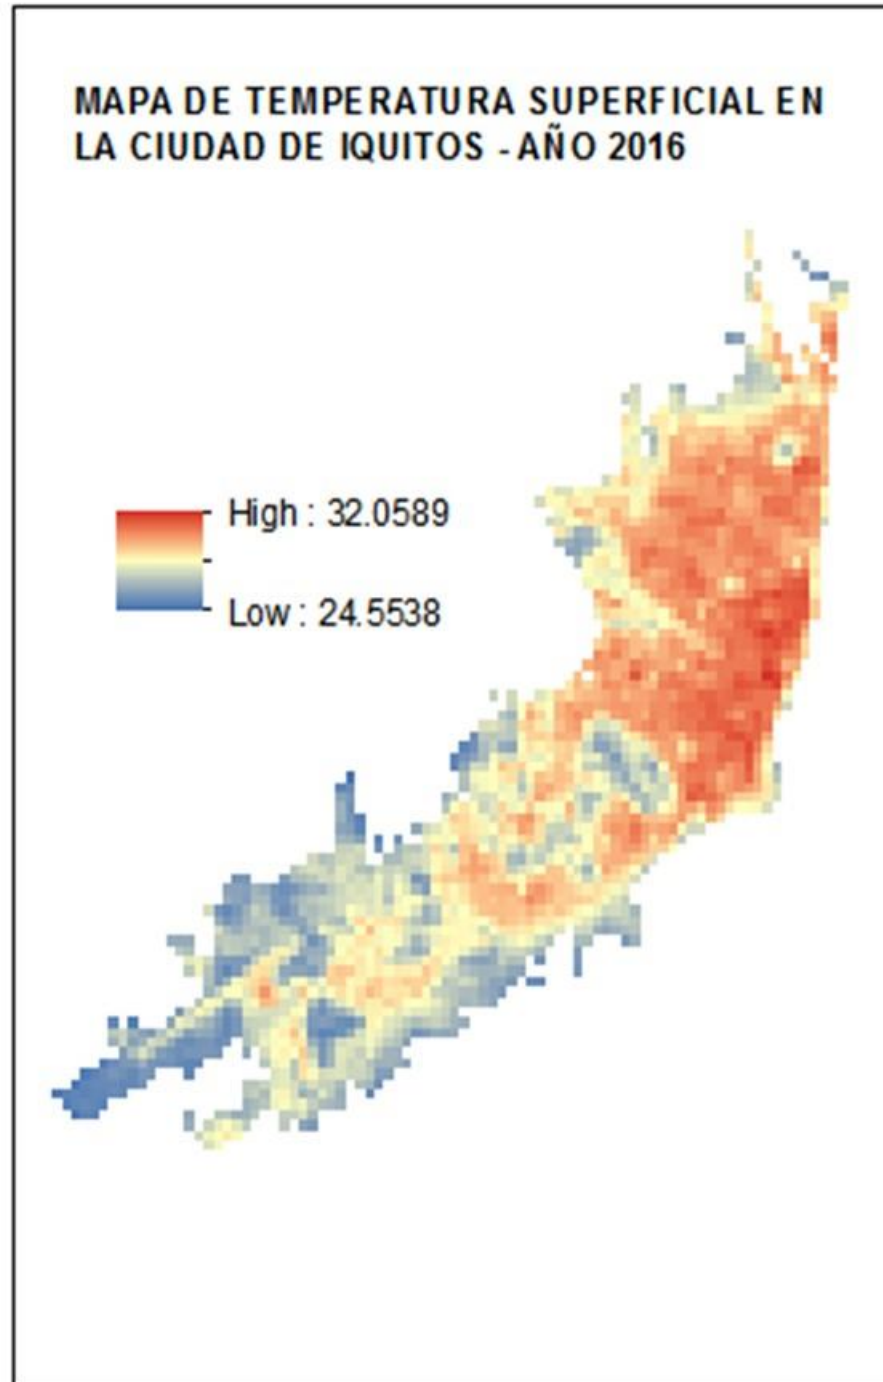 MAPA DE TEMPERATURA SUPERFICIAL EN
LA CIUDAD DE IQUITOS - AÑO 2016
High : 32.0589
Low : 24.5538